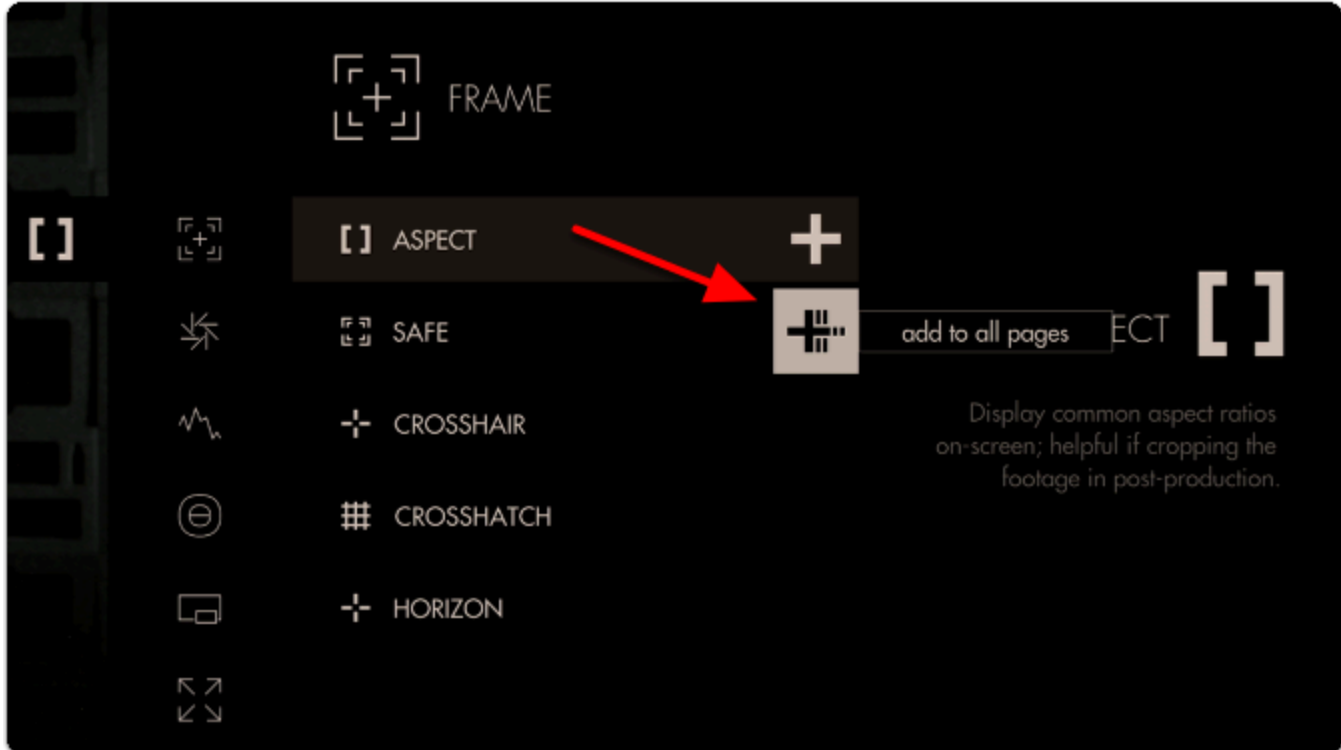 FRAME
ASPECT
SAFE
add to all pages
ECT
CROSSHAIR
Display common aspect ratios
on-screen; helpful if cropping the
footage in post-production.
CROSSHATCH
HORIZON